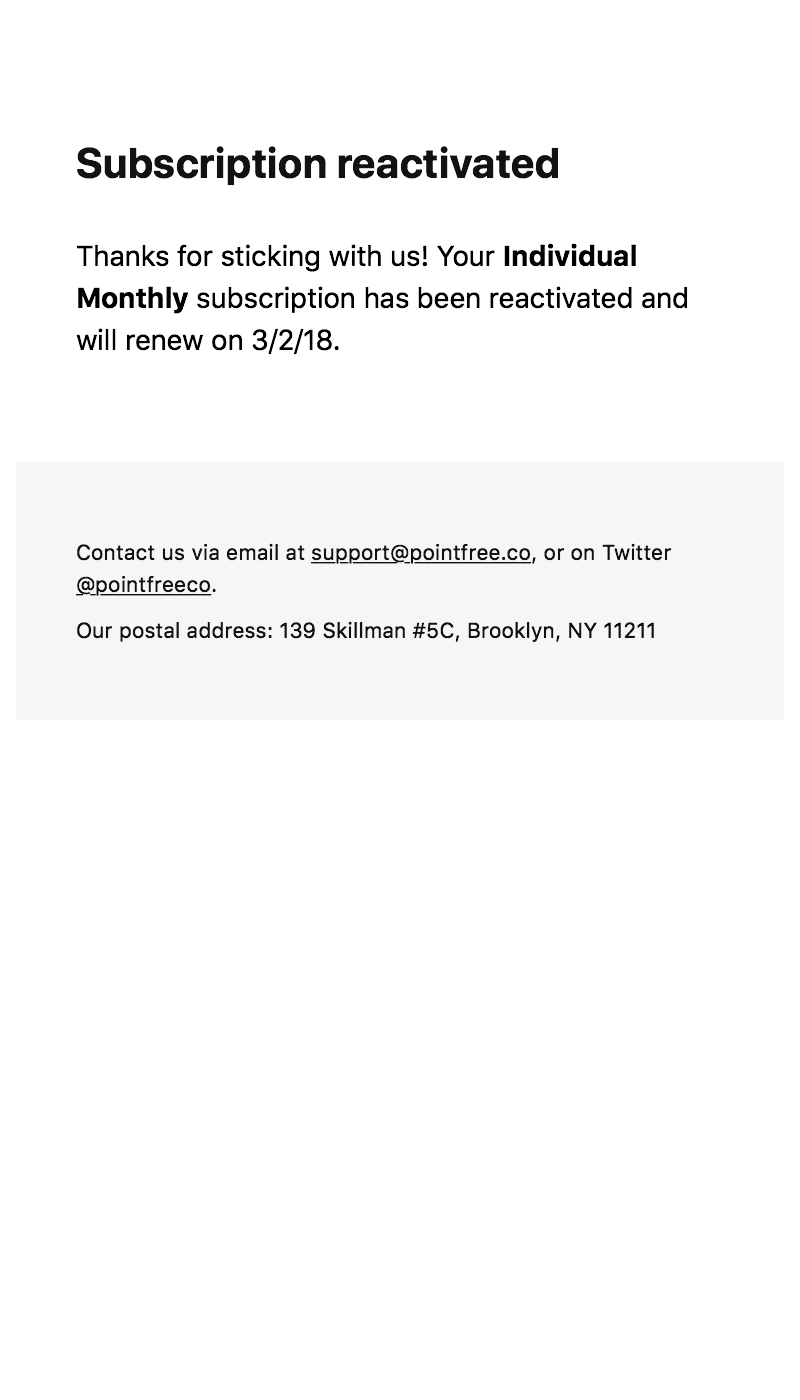 Subscription reactivated
Thanks for sticking with us! Your Individual
Monthly subscription has been reactivated and
will renew on 3/2/18.
Contact us via email at support@pointfree.co, or on Twitter
@pointfreeco.
Our postal address: 139 Skillman #5C, Brooklyn, NY 11211